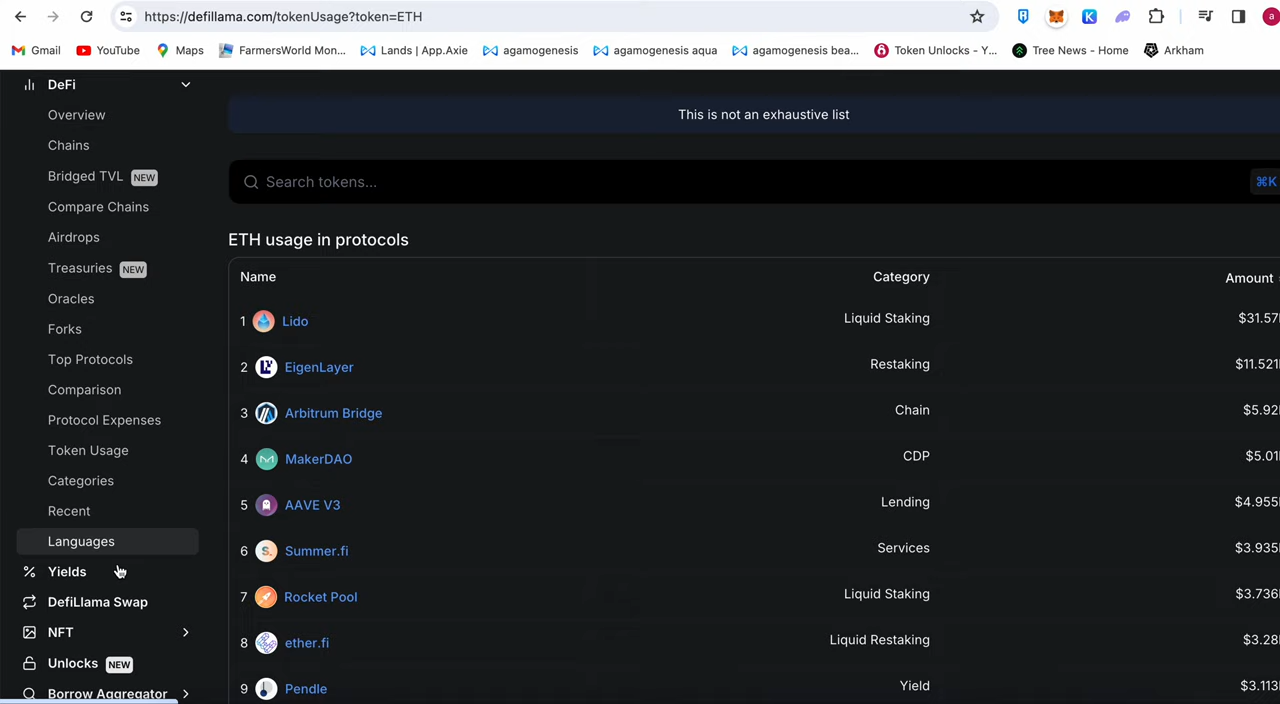 https://defillama.com/tokenUsage?token=ETH
a
Gmail YouTube Maps FarmersWorld Mon... Lands | App.Axie agamogenesis agamogenesis aqua agamogenesis bea... Token Unlocks - Y... Tree News - Home Arkham
DeFi
Overview
Chains
Bridged TVL NEW
Compare Chains
Airdrops
Treasuries NEW
Oracles
Forks
Top Protocols
Comparison
Protocol Expenses
Token Usage
Categories
Recent
Languages
Yields
DefiLlama Swap
NFT
Unlocks NEW
Borrow Aggregator
This is not an exhaustive list
Search tokens... ⌘K
ETH usage in protocols
Name Category Amount
1 Lido Liquid Staking $31.57
2 EigenLayer Restaking $11.521
3 Arbitrum Bridge Chain $5.92
4 MakerDAO CDP $5.01
5 AAVE V3 Lending $4.955
6 Summer.fi Services $3.935
7 Rocket Pool Liquid Staking $3.736
8 ether.fi Liquid Restaking $3.28
9 Pendle Yield $3.113